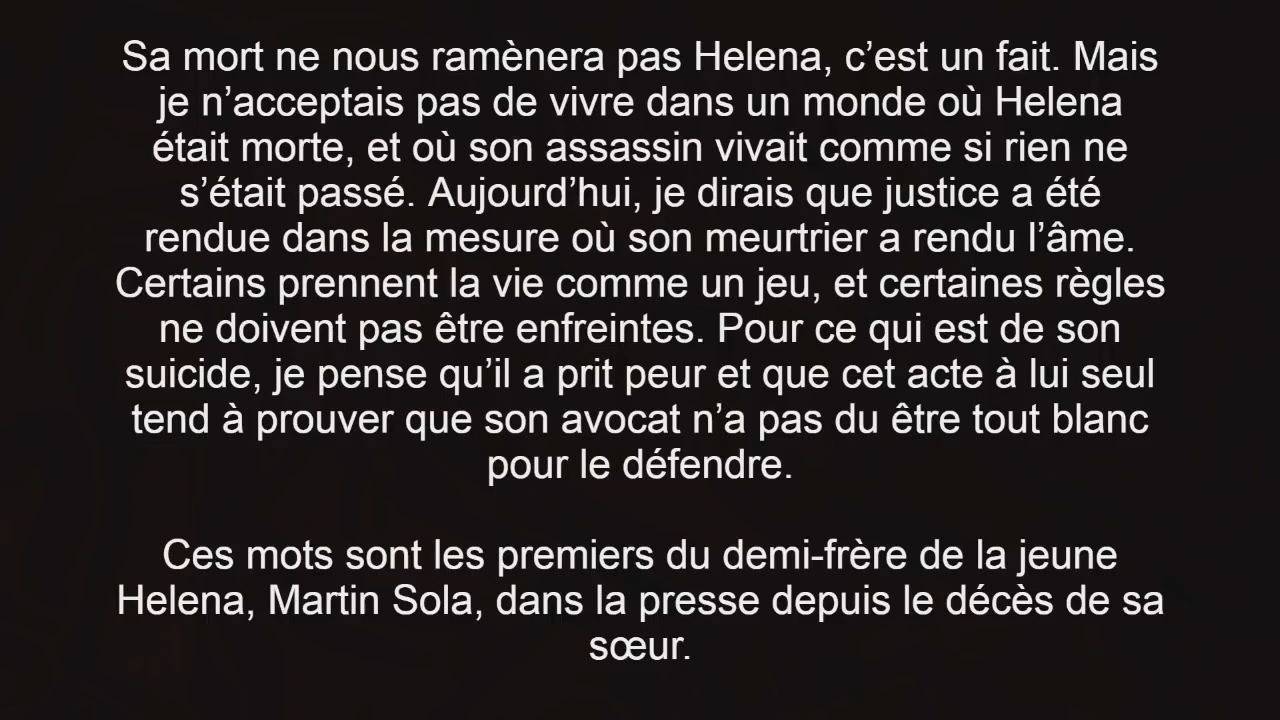 Sa mort ne nous ramènera pas Helena, c’est un fait. Mais
je n’acceptais pas de vivre dans un monde où Helena
était morte, et où son assassin vivait comme si rien ne
s’était passé. Aujourd’hui, je dirais que justice a été
rendue dans la mesure où son meurtrier a rendu l’âme.
Certains prennent la vie comme un jeu, et certaines règles
ne doivent pas être enfreintes. Pour ce qui est de son
suicide, je pense qu’il a prit peur et que cet acte à lui seul
tend à prouver que son avocat n’a pas du être tout blanc
pour le défendre.
Ces mots sont les premiers du demi-frère de la jeune
Helena, Martin Sola, dans la presse depuis le décès de sa
sœur.